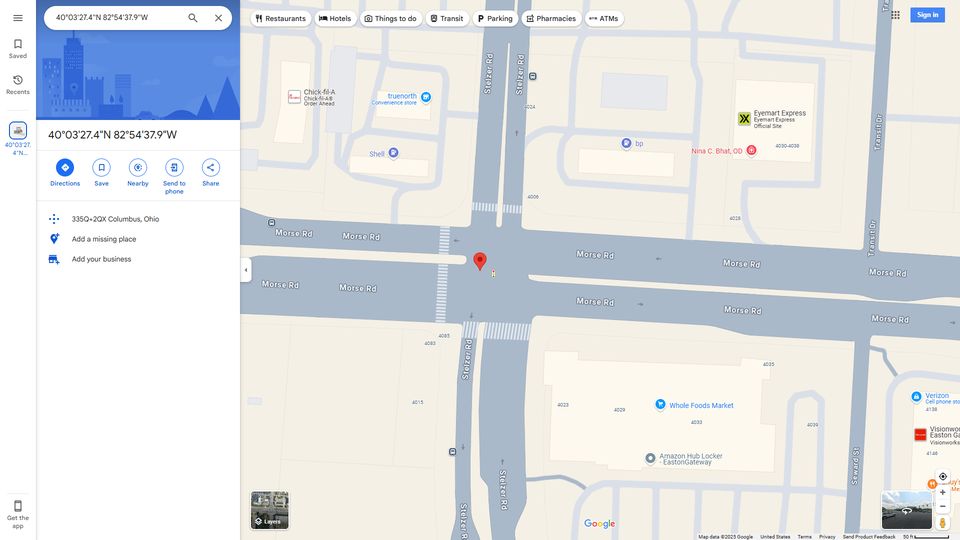 40°03'27.4"N 82°54'37.9"W
Restaurants
Hotels
Things to do
Transit
Parking
Pharmacies
ATMs
Sign in
Saved
Recents
40°03'27.
4"N...
Get the
app
40°03'27.4"N 82°54'37.9"W
Directions
Save
Nearby
Send to
phone
Share
335Q+2QX Columbus, Ohio
Add a missing place
Add your business
Stelzer Rd
Stelzer Rd
Chick-fil-A
Chick-fil-A®
Order Ahead.
truenorth
Convenience store
Shell
4024
bp
4006
Eyemart Express
Eyemart Express
Official Site
Nina C. Bhat, OD
4030-4038
4028
Transit Dr
Transit Dr
Morse Rd
Morse Rd
Morse Rd
Morse Rd
Morse Rd
Morse Rd
Morse Rd
Morse Rd
Morse Rd
Morse Rd
4085
4083
4015
Stelzer Rd
Stelzer Rd
Stelzer Rd
4035
4023
4029
Whole Foods Market
4033
4039
Amazon Hub Locker
- EastonGateway
Seward St
Verizon
Cell phone sto
4138
Visionwor
Easton Ga
Visionworks
4146
Layers
Google
Map data ©2025 Google
United States
Terms
Privacy
Send Product Feedback
50 ft